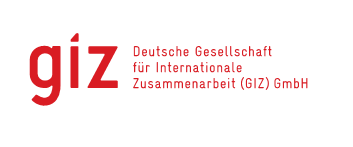 giz
Deutsche Gesellschaft
für Internationale
Zusammenarbeit (GIZ) GmbH